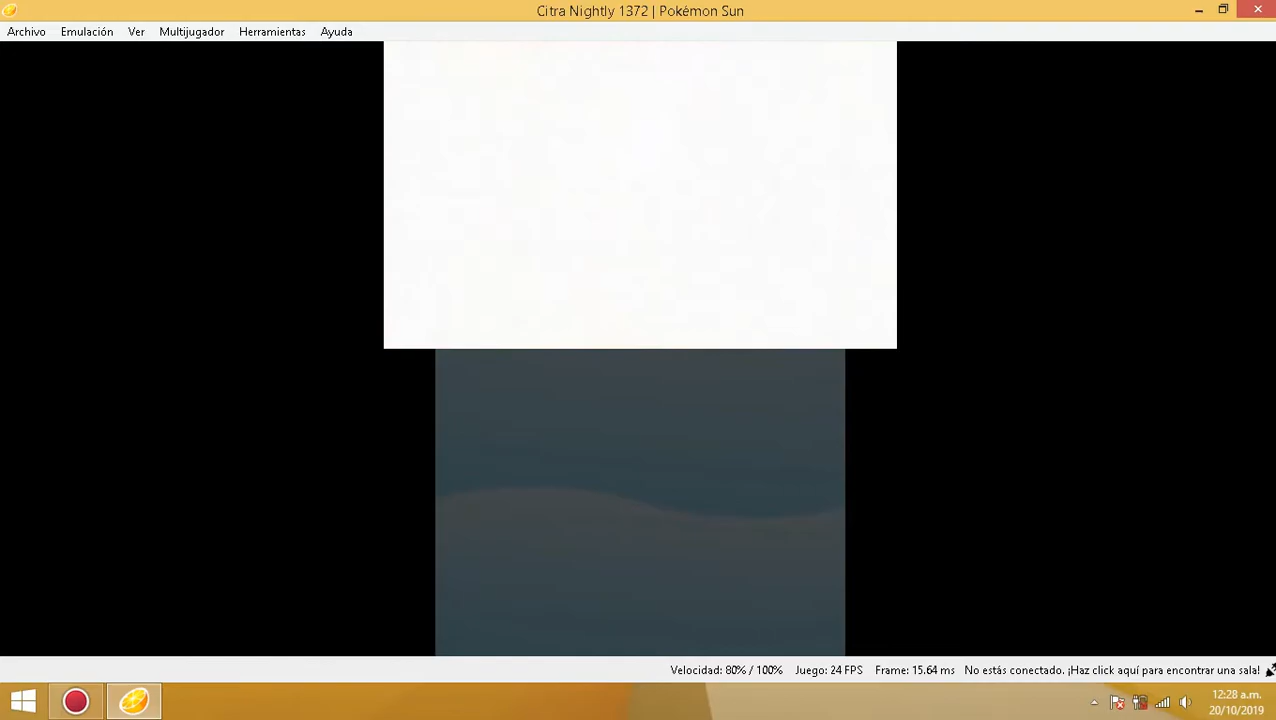 Citra Nightly 1372 | Pokémon Sun
Archivo Emulación Ver Multijugador Herramientas Ayuda
Velocidad: 80% / 100% Juego: 24 FPS Frame: 15.64 ms No estás conectado. ¡Haz click aquí para encontrar una sala!
12:28 a.m.
20/10/2019